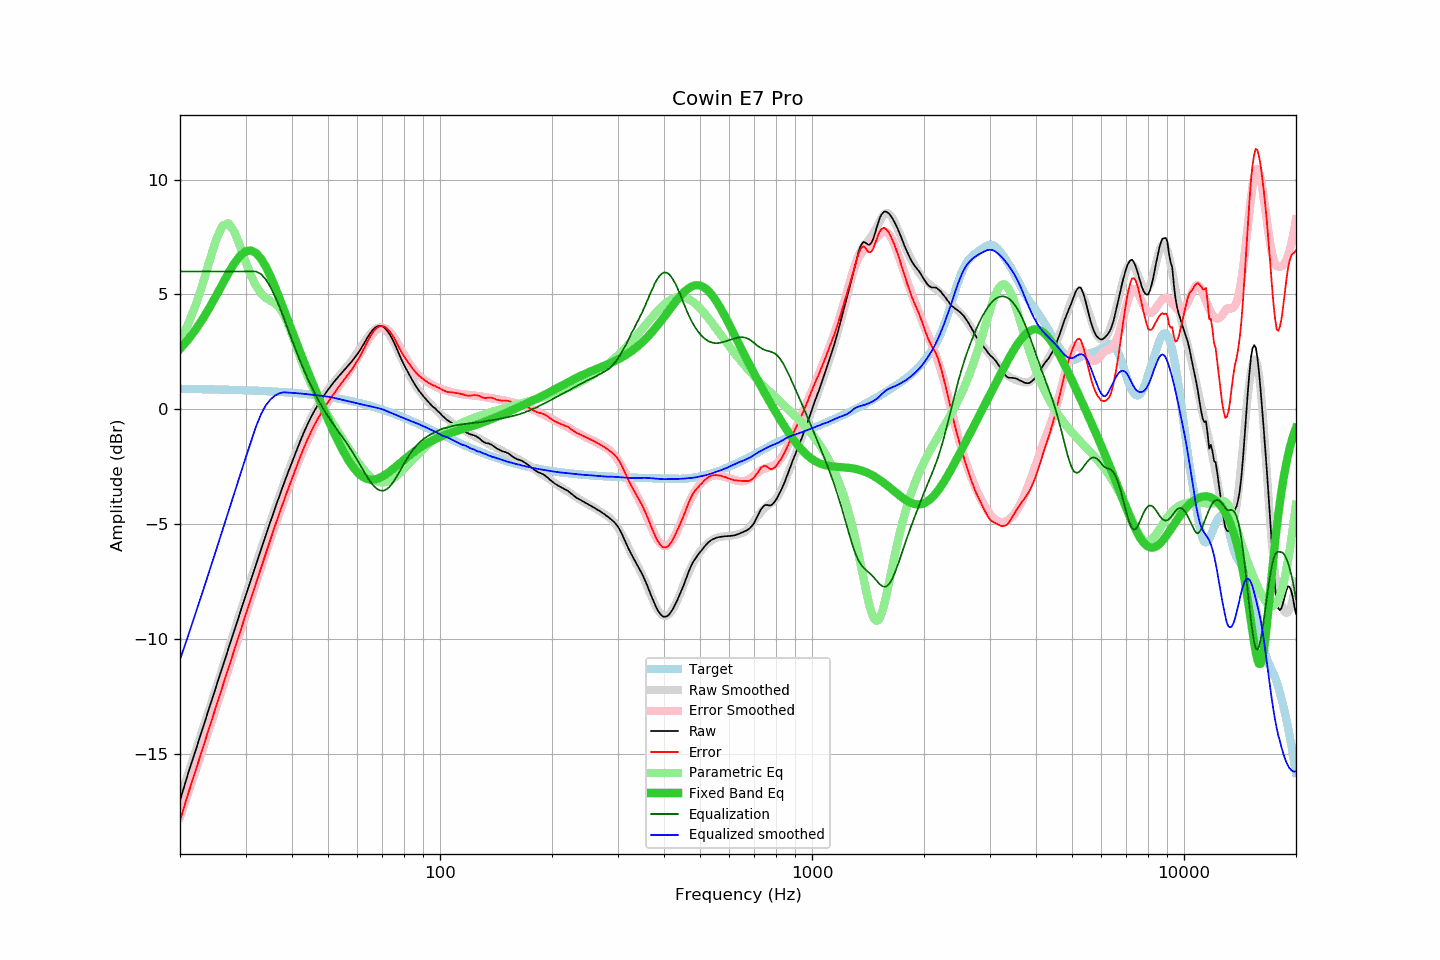 Cowin E7 Pro
Amplitude (dBr)
10
5
0
−5
−10
−15
Target
Raw Smoothed
Error Smoothed
Raw
Error
Parametric Eq
Fixed Band Eq
Equalization
Equalized smoothed
100
1000
10000
Frequency (Hz)